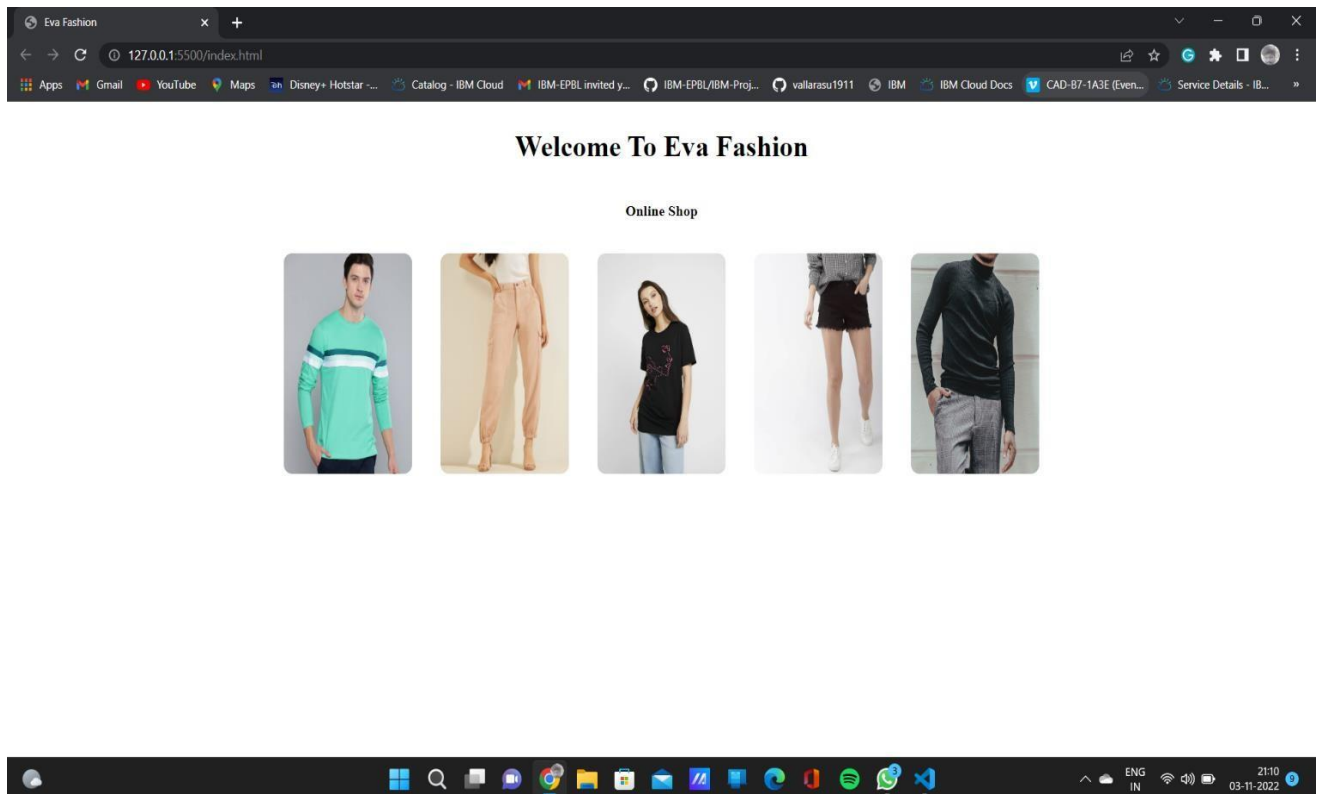 Eva Fashion
127.0.0.1:5500/index.html
Apps Gmail YouTube Maps Disney+ Hotstar -... Catalog - IBM Cloud IBM-EPBL invited y... IBM-EPBL/IBM-Proj... vallarasu1911 IBM IBM Cloud Docs CAD-B7-1A3E (Even... Service Details - IB... »
Welcome To Eva Fashion
Online Shop
3
ENG
IN
21:10
03-11-2022
9